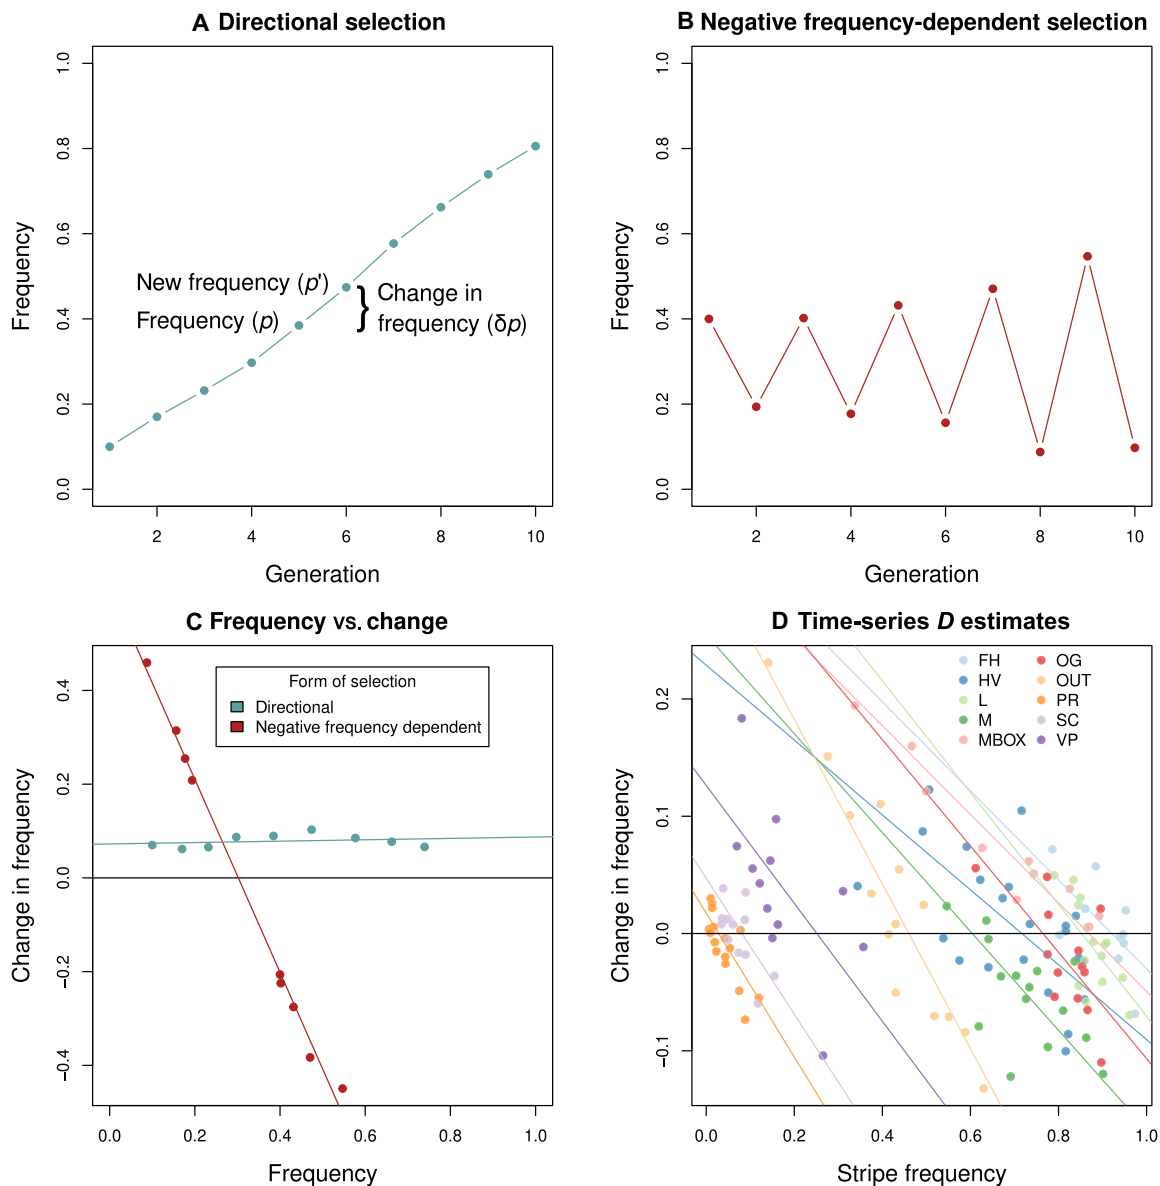 A Directional selection
1.0
0.8
0.6
0.4
0.2
0.0
Frequency
New frequency (p')
Frequency (p)
Change in
frequency (δp)
2 4 6 8 10
Generation
B Negative frequency-dependent selection
1.0
0.8
0.6
0.4
0.2
0.0
Frequency
2 4 6 8 10
Generation
C Frequency vs. change
0.4
0.2
0.0
−0.2
−0.4
Change in frequency
Form of selection
Directional
Negative frequency dependent
0.0 0.2 0.4 0.6 0.8 1.0
Frequency
D Time-series D estimates
0.2
0.1
0.0
−0.1
Change in frequency
FH OG
HV OUT
L PR
M SC
MBOX VP
0.0 0.2 0.4 0.6 0.8 1.0
Stripe frequency